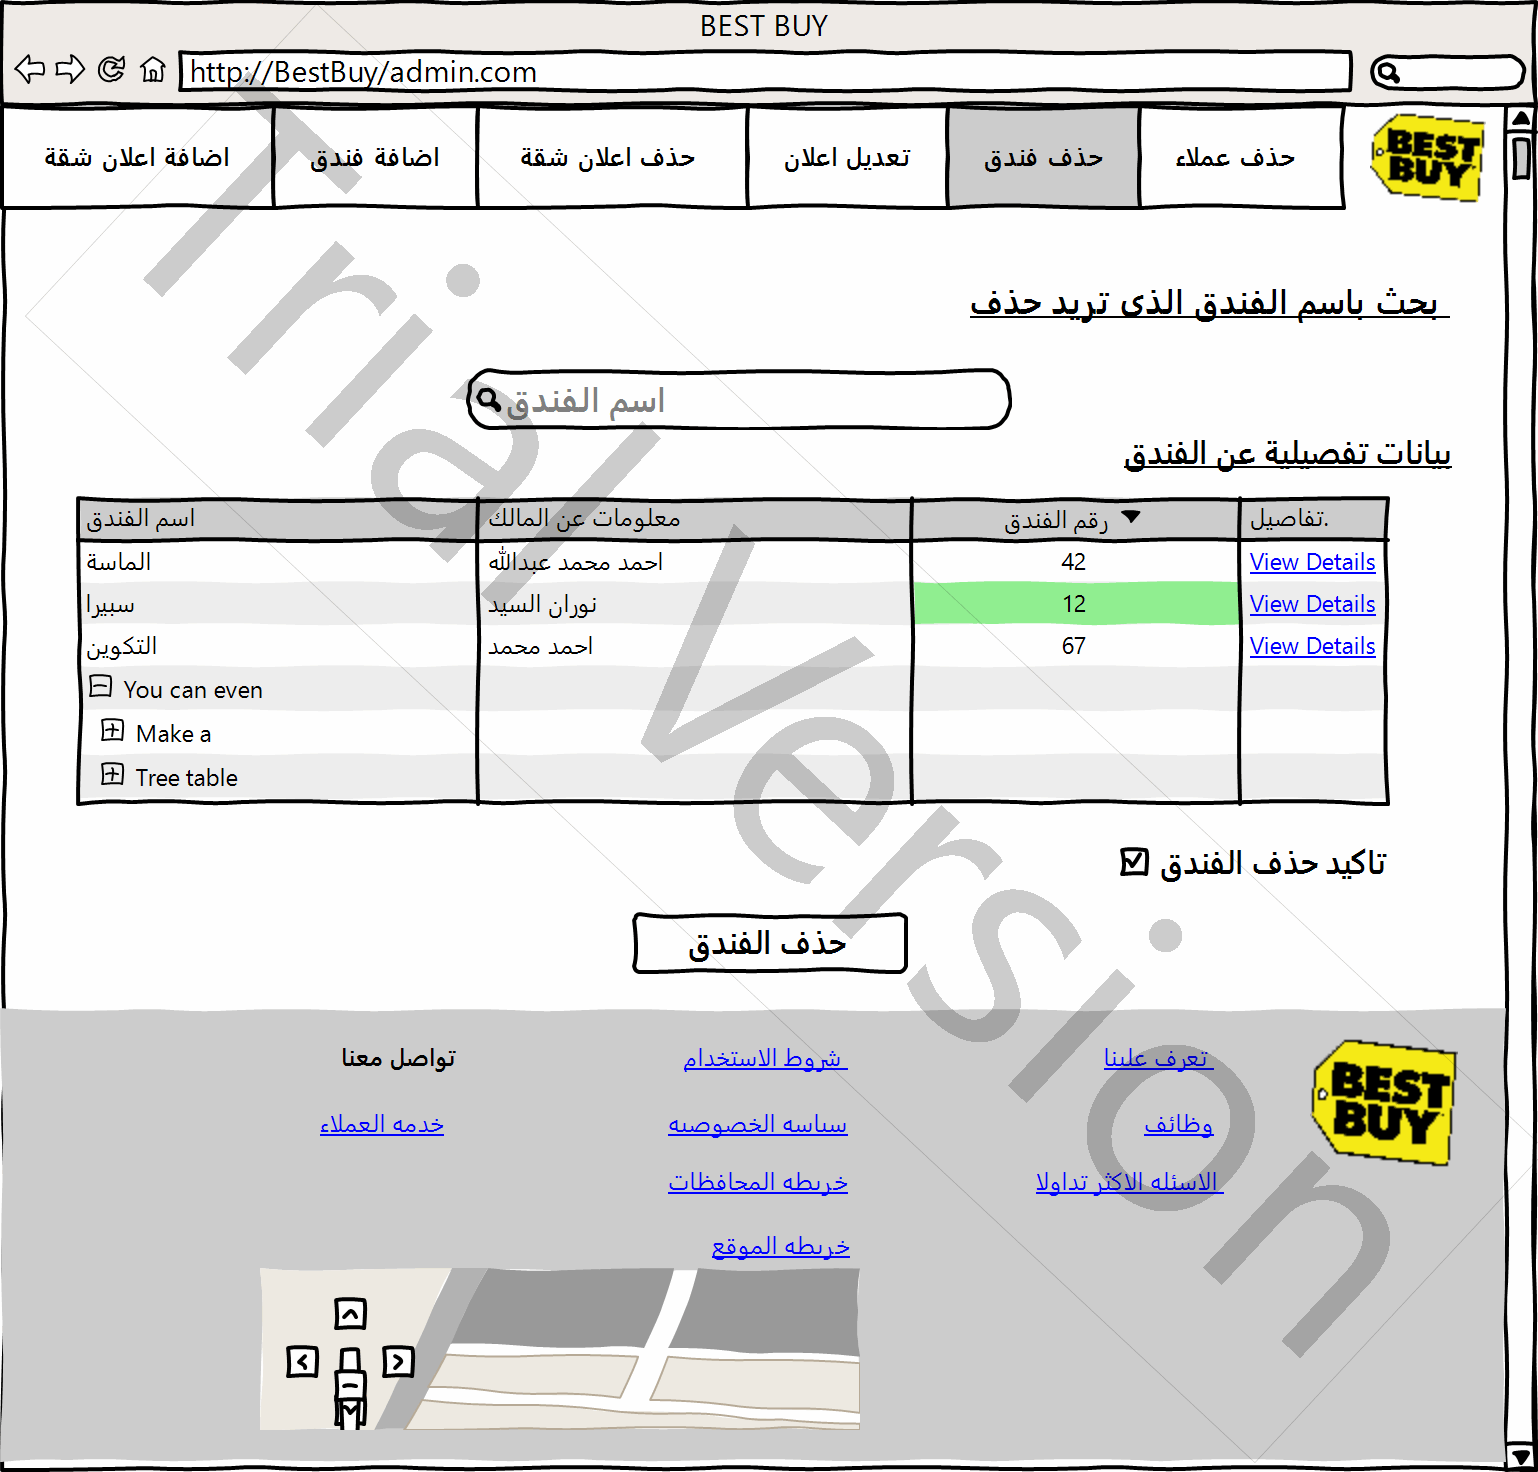 BEST BUY
http://BestBuy/admin.com
BEST BUY
حذف عملاء
حذف فندق
تعديل اعلان
حذف اعلان شقة
اضافة فندق
اضافة اعلان شقة
بحث باسم الفندق الذى تريد حذف
اسم الفندق
بيانات تفصيلية عن الفندق
اسم الفندق معلومات عن المالك رقم الفندق تفاصيل.
الماسة احمد محمد عبدالله 42 View Details
سبيرا نوران السيد 12 View Details
التكوين احمد محمد 67 View Details
You can even
Make a
Tree table
تاكيد حذف الفندق
حذف الفندق
BEST BUY
تعرف علينا
شروط الاستخدام
تواصل معنا
وظائف
سياسه الخصوصيه
خدمه العملاء
الاسئله الاكثر تداولا
خريطه المحافظات
خريطه الموقع
Trial Version